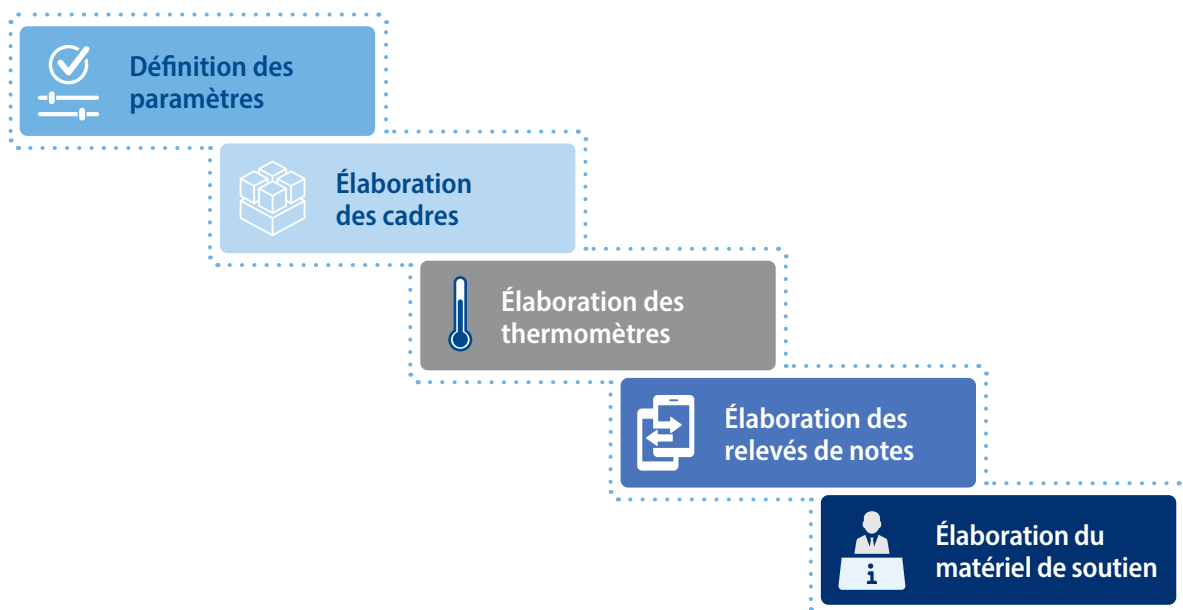 Définition des
paramètres
Élaboration
des cadres
Élaboration des
thermomètres
Élaboration des
relevés de notes
Élaboration du
matériel de soutien
i